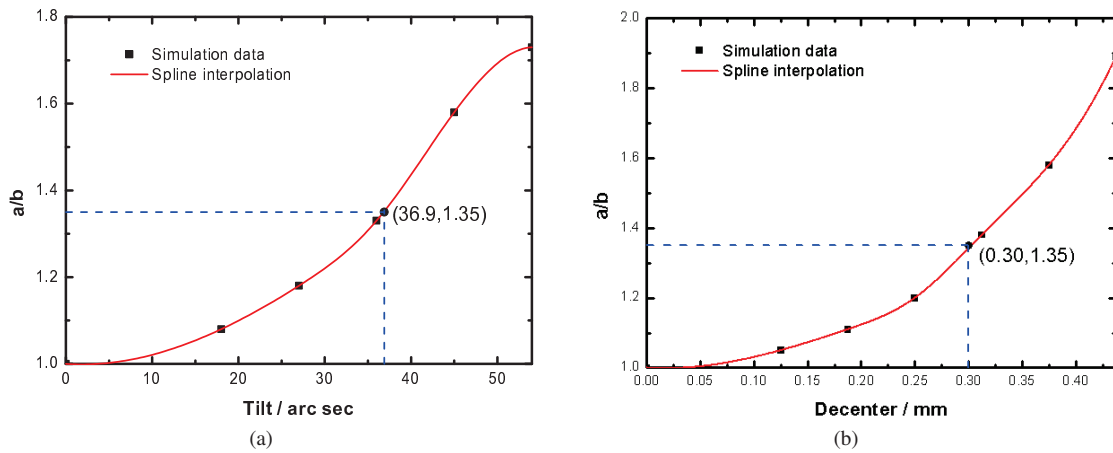 1.8
1.6
1.4
1.2
1.0
a/b
Simulation data
Spline interpolation
(36.9,1.35)
0 10 20 30 40 50
Tilt / arc sec
(a)
2.0
1.8
1.6
1.4
1.2
1.0
a/b
Simulation data
Spline interpolation
(0.30,1.35)
0.00 0.05 0.10 0.15 0.20 0.25 0.30 0.35 0.40
Decenter / mm
(b)